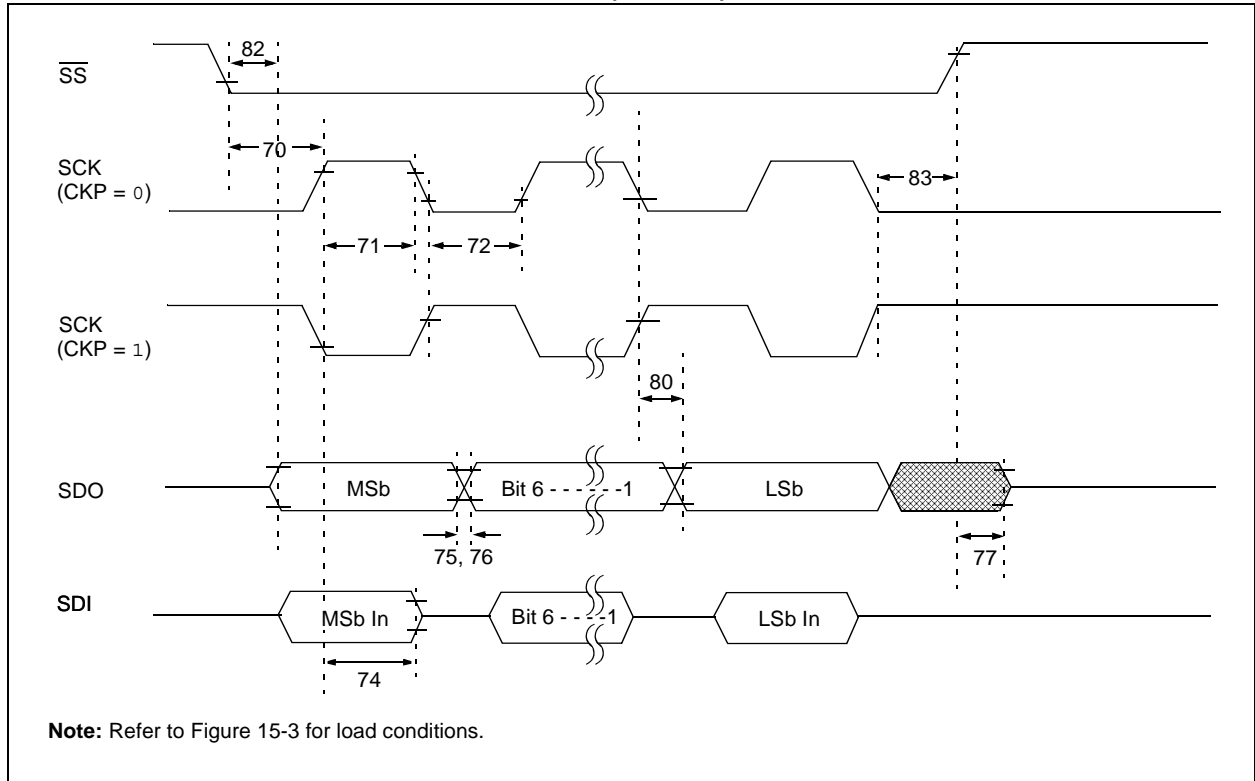 82
SS
70
SCK
(CKP = 0)
83
71
72
SCK
(CKP = 1)
80
SDO
MSb
Bit 6 - - - - - -1
LSb
75, 76
77
SDI
MSb In
Bit 6 - - - -1
LSb In
74
Note: Refer to Figure 15-3 for load conditions.